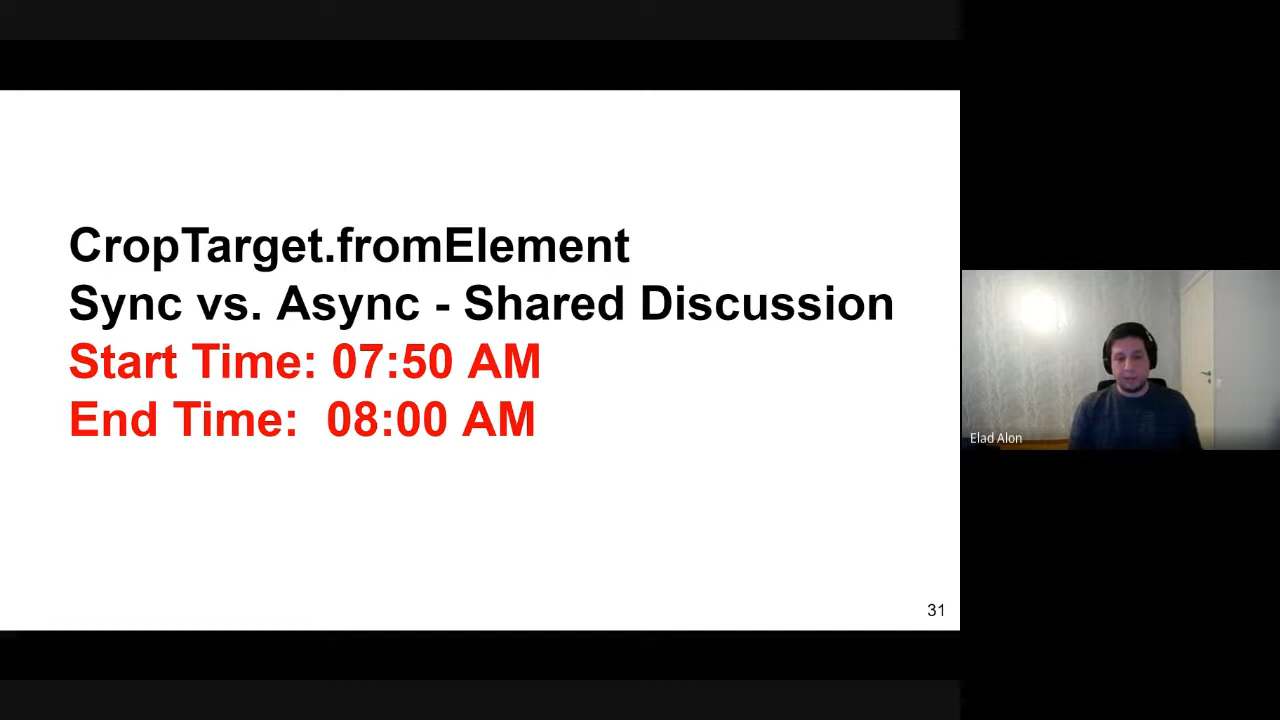 CropTarget.fromElement
Sync vs. Async - Shared Discussion
Start Time: 07:50 AM
End Time: 08:00 AM
31
Elad Alon